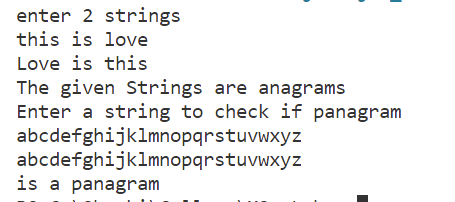 enter 2 strings
this is love
Love is this
The given Strings are anagrams
Enter a string to check if panagram
abcdefghijklmnopqrstuvwxyz
abcdefghijklmnopqrstuvwxyz
is a panagram